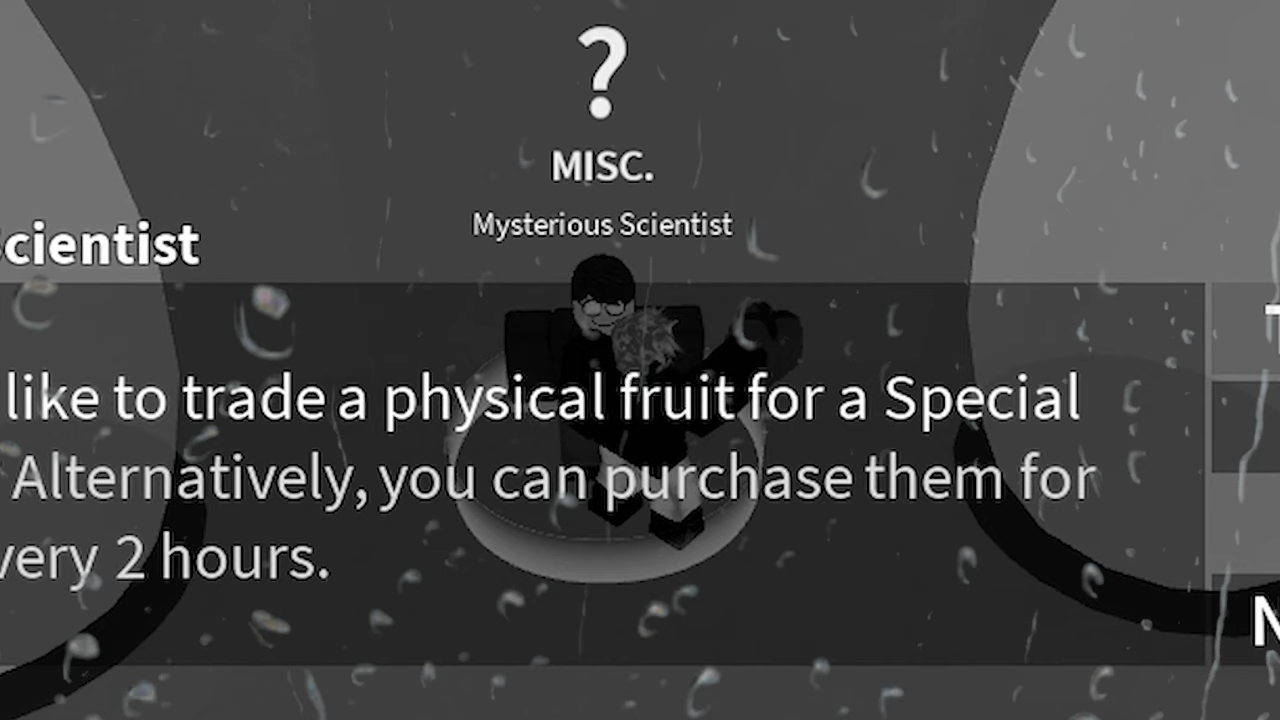 ?
MISC.
Mysterious Scientist
Scientist
like to trade a physical fruit for a Special
Alternatively, you can purchase them for
very 2 hours.